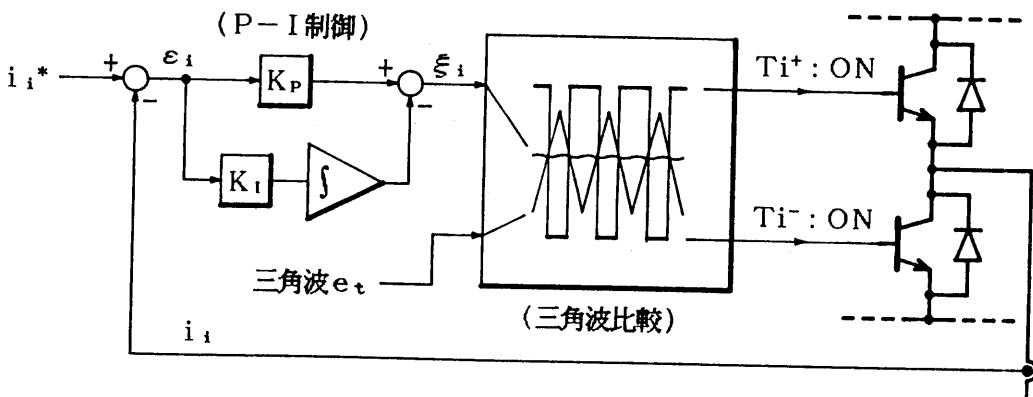 (P−I制御)
i i*
+
−
ε i
K P
+
−
ξ i
K I
∫
三角波 e t
(三角波比較)
Ti⁺ : ON
Ti⁻ : ON
i i